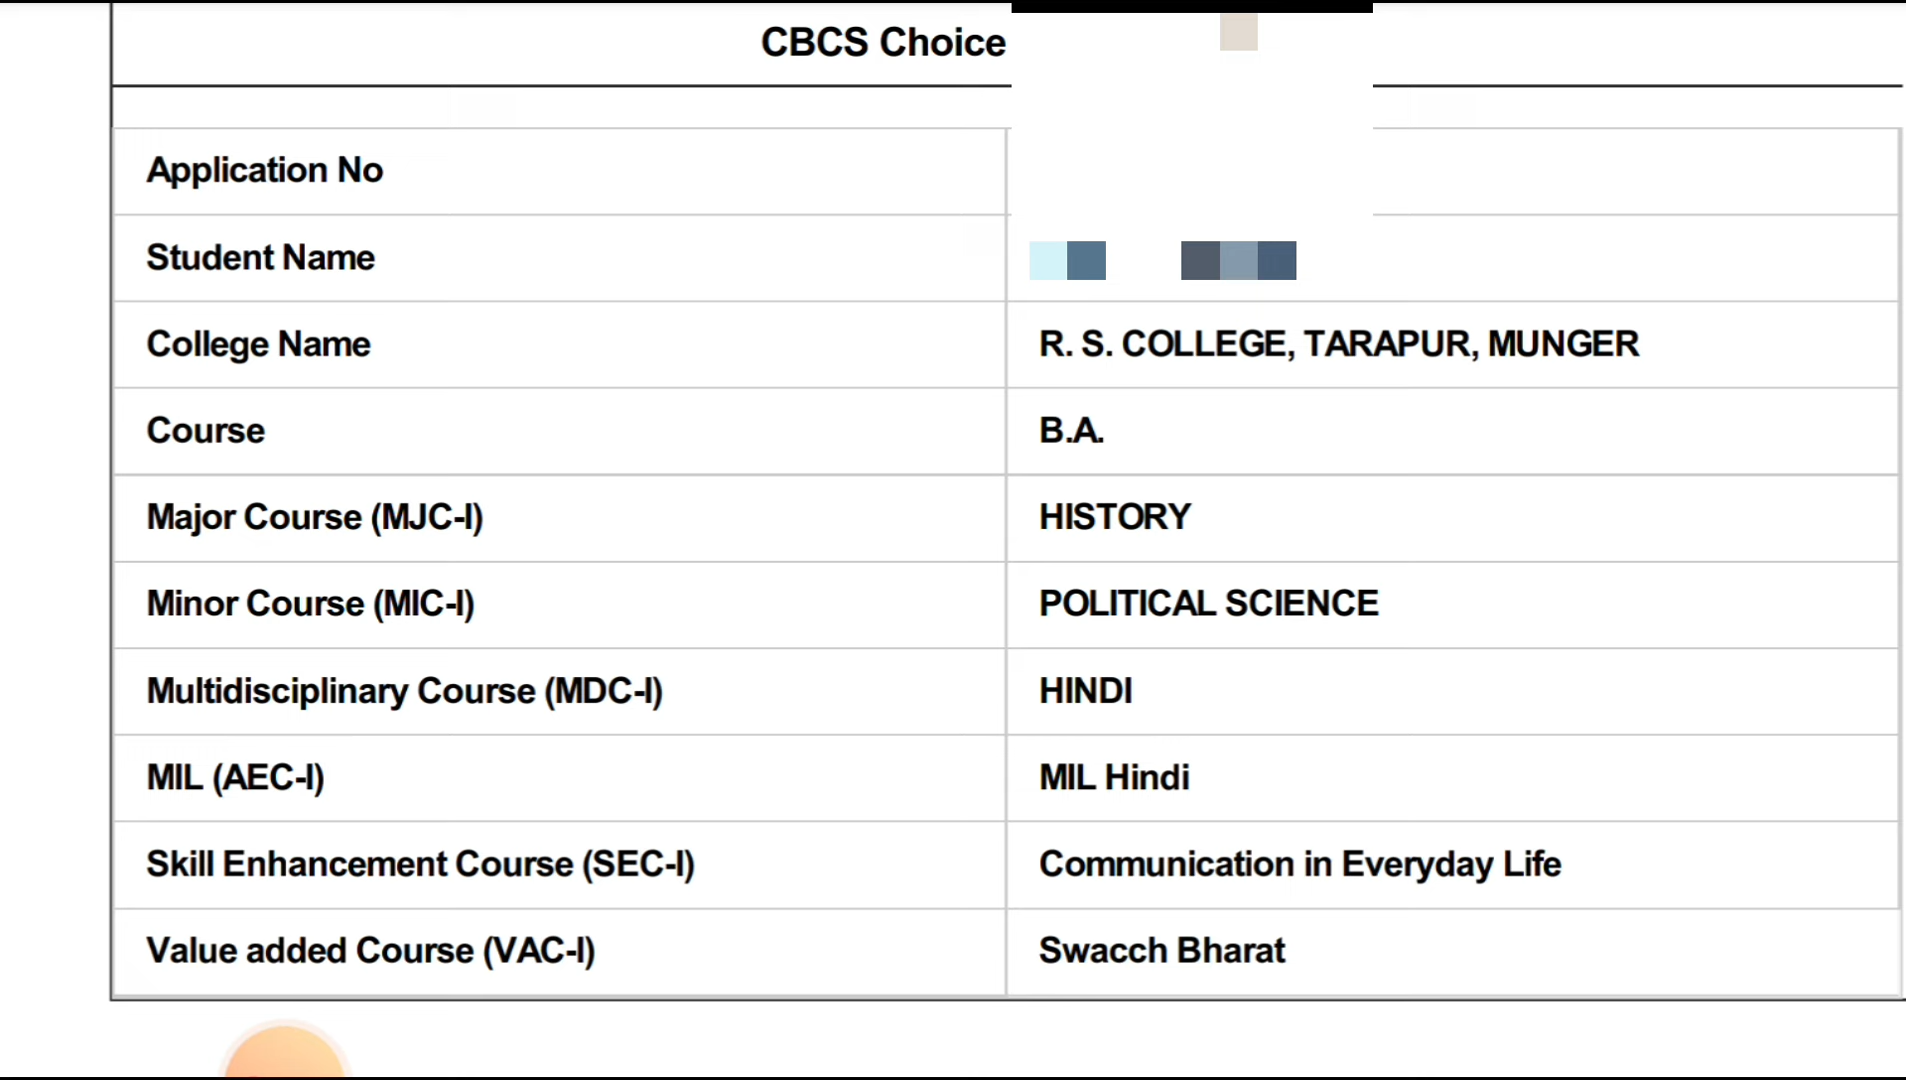 CBCS Choice
Application No
Student Name
College Name R. S. COLLEGE, TARAPUR, MUNGER
Course B.A.
Major Course (MJC-I) HISTORY
Minor Course (MIC-I) POLITICAL SCIENCE
Multidisciplinary Course (MDC-I) HINDI
MIL (AEC-I) MIL Hindi
Skill Enhancement Course (SEC-I) Communication in Everyday Life
Value added Course (VAC-I) Swacch Bharat